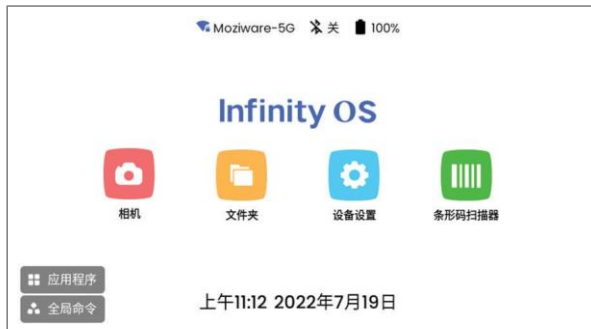 Moziware-5G 关 100%
Infinity OS
相机 文件夹 设备设置 条形码扫描器
应用程序
全局命令
上午11:12 2022年7月19日